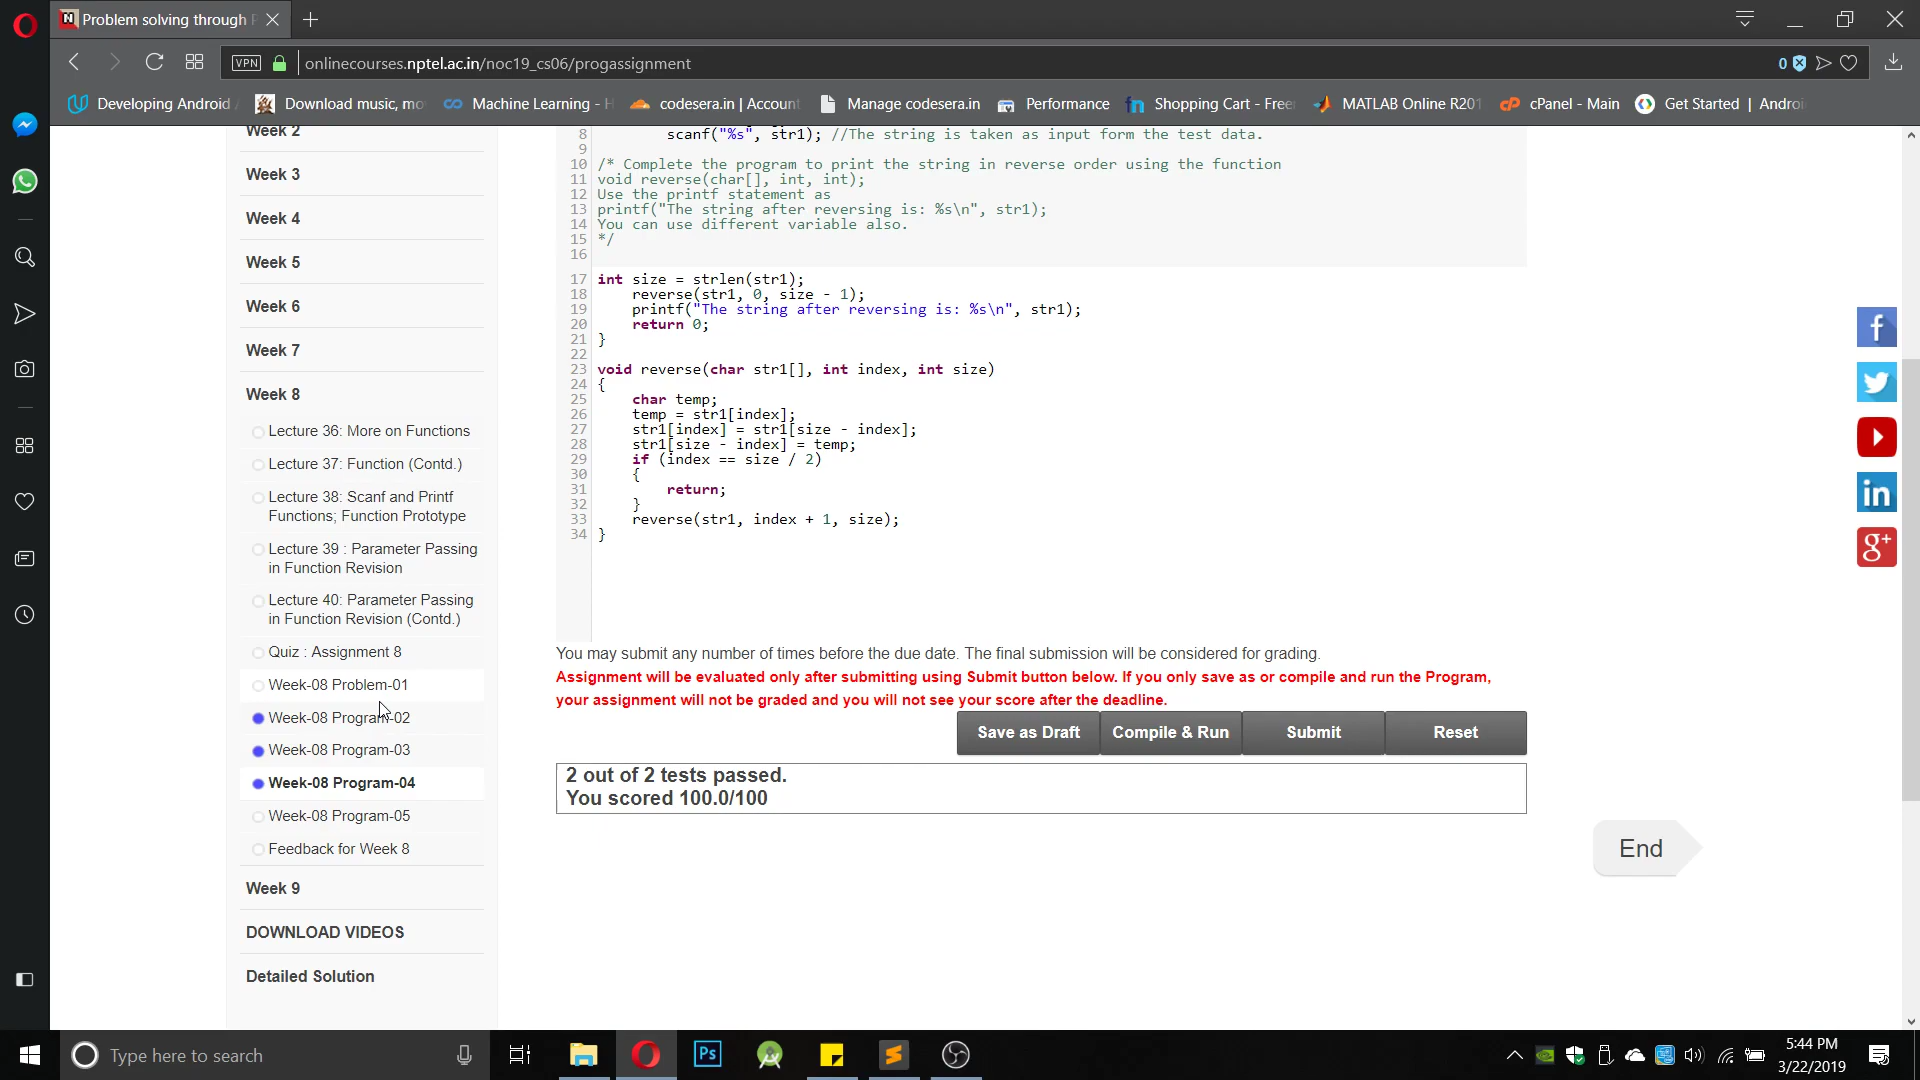 Problem solving through P
VPN
onlinecourses.nptel.ac.in/noc19_cs06/progassignment
0
Developing Android
Download music, mo
Machine Learning - H
codesera.in | Account
Manage codesera.in
Performance
Shopping Cart - Free
MATLAB Online R201
cPanel - Main
Get Started | Androi
Week 2
Week 3
Week 4
Week 5
Week 6
Week 7
Week 8
Lecture 36: More on Functions
Lecture 37: Function (Contd.)
Lecture 38: Scanf and Printf
Functions; Function Prototype
Lecture 39 : Parameter Passing
in Function Revision
Lecture 40: Parameter Passing
in Function Revision (Contd.)
Quiz : Assignment 8
Week-08 Problem-01
Week-08 Program-02
Week-08 Program-03
Week-08 Program-04
Week-08 Program-05
Feedback for Week 8
Week 9
DOWNLOAD VIDEOS
Detailed Solution
8 scanf("%s", str1); //The string is taken as input form the test data.
9
10 /* Complete the program to print the string in reverse order using the function
11 void reverse(char[], int, int);
12 Use the printf statement as
13 printf("The string after reversing is: %s\n", str1);
14 You can use different variable also.
15 */
16
17 int size = strlen(str1);
18 reverse(str1, 0, size - 1);
19 printf("The string after reversing is: %s\n", str1);
20 return 0;
21 }
22
23 void reverse(char str1[], int index, int size)
24 {
25 char temp;
26 temp = str1[index];
27 str1[index] = str1[size - index];
28 str1[size - index] = temp;
29 if (index == size / 2)
30 {
31 return;
32 }
33 reverse(str1, index + 1, size);
34 }
You may submit any number of times before the due date. The final submission will be considered for grading.
Assignment will be evaluated only after submitting using Submit button below. If you only save as or compile and run the Program,
your assignment will not be graded and you will not see your score after the deadline.
Save as Draft
Compile & Run
Submit
Reset
2 out of 2 tests passed.
You scored 100.0/100
End
f
in
g+
Type here to search
Ps
5:44 PM
3/22/2019